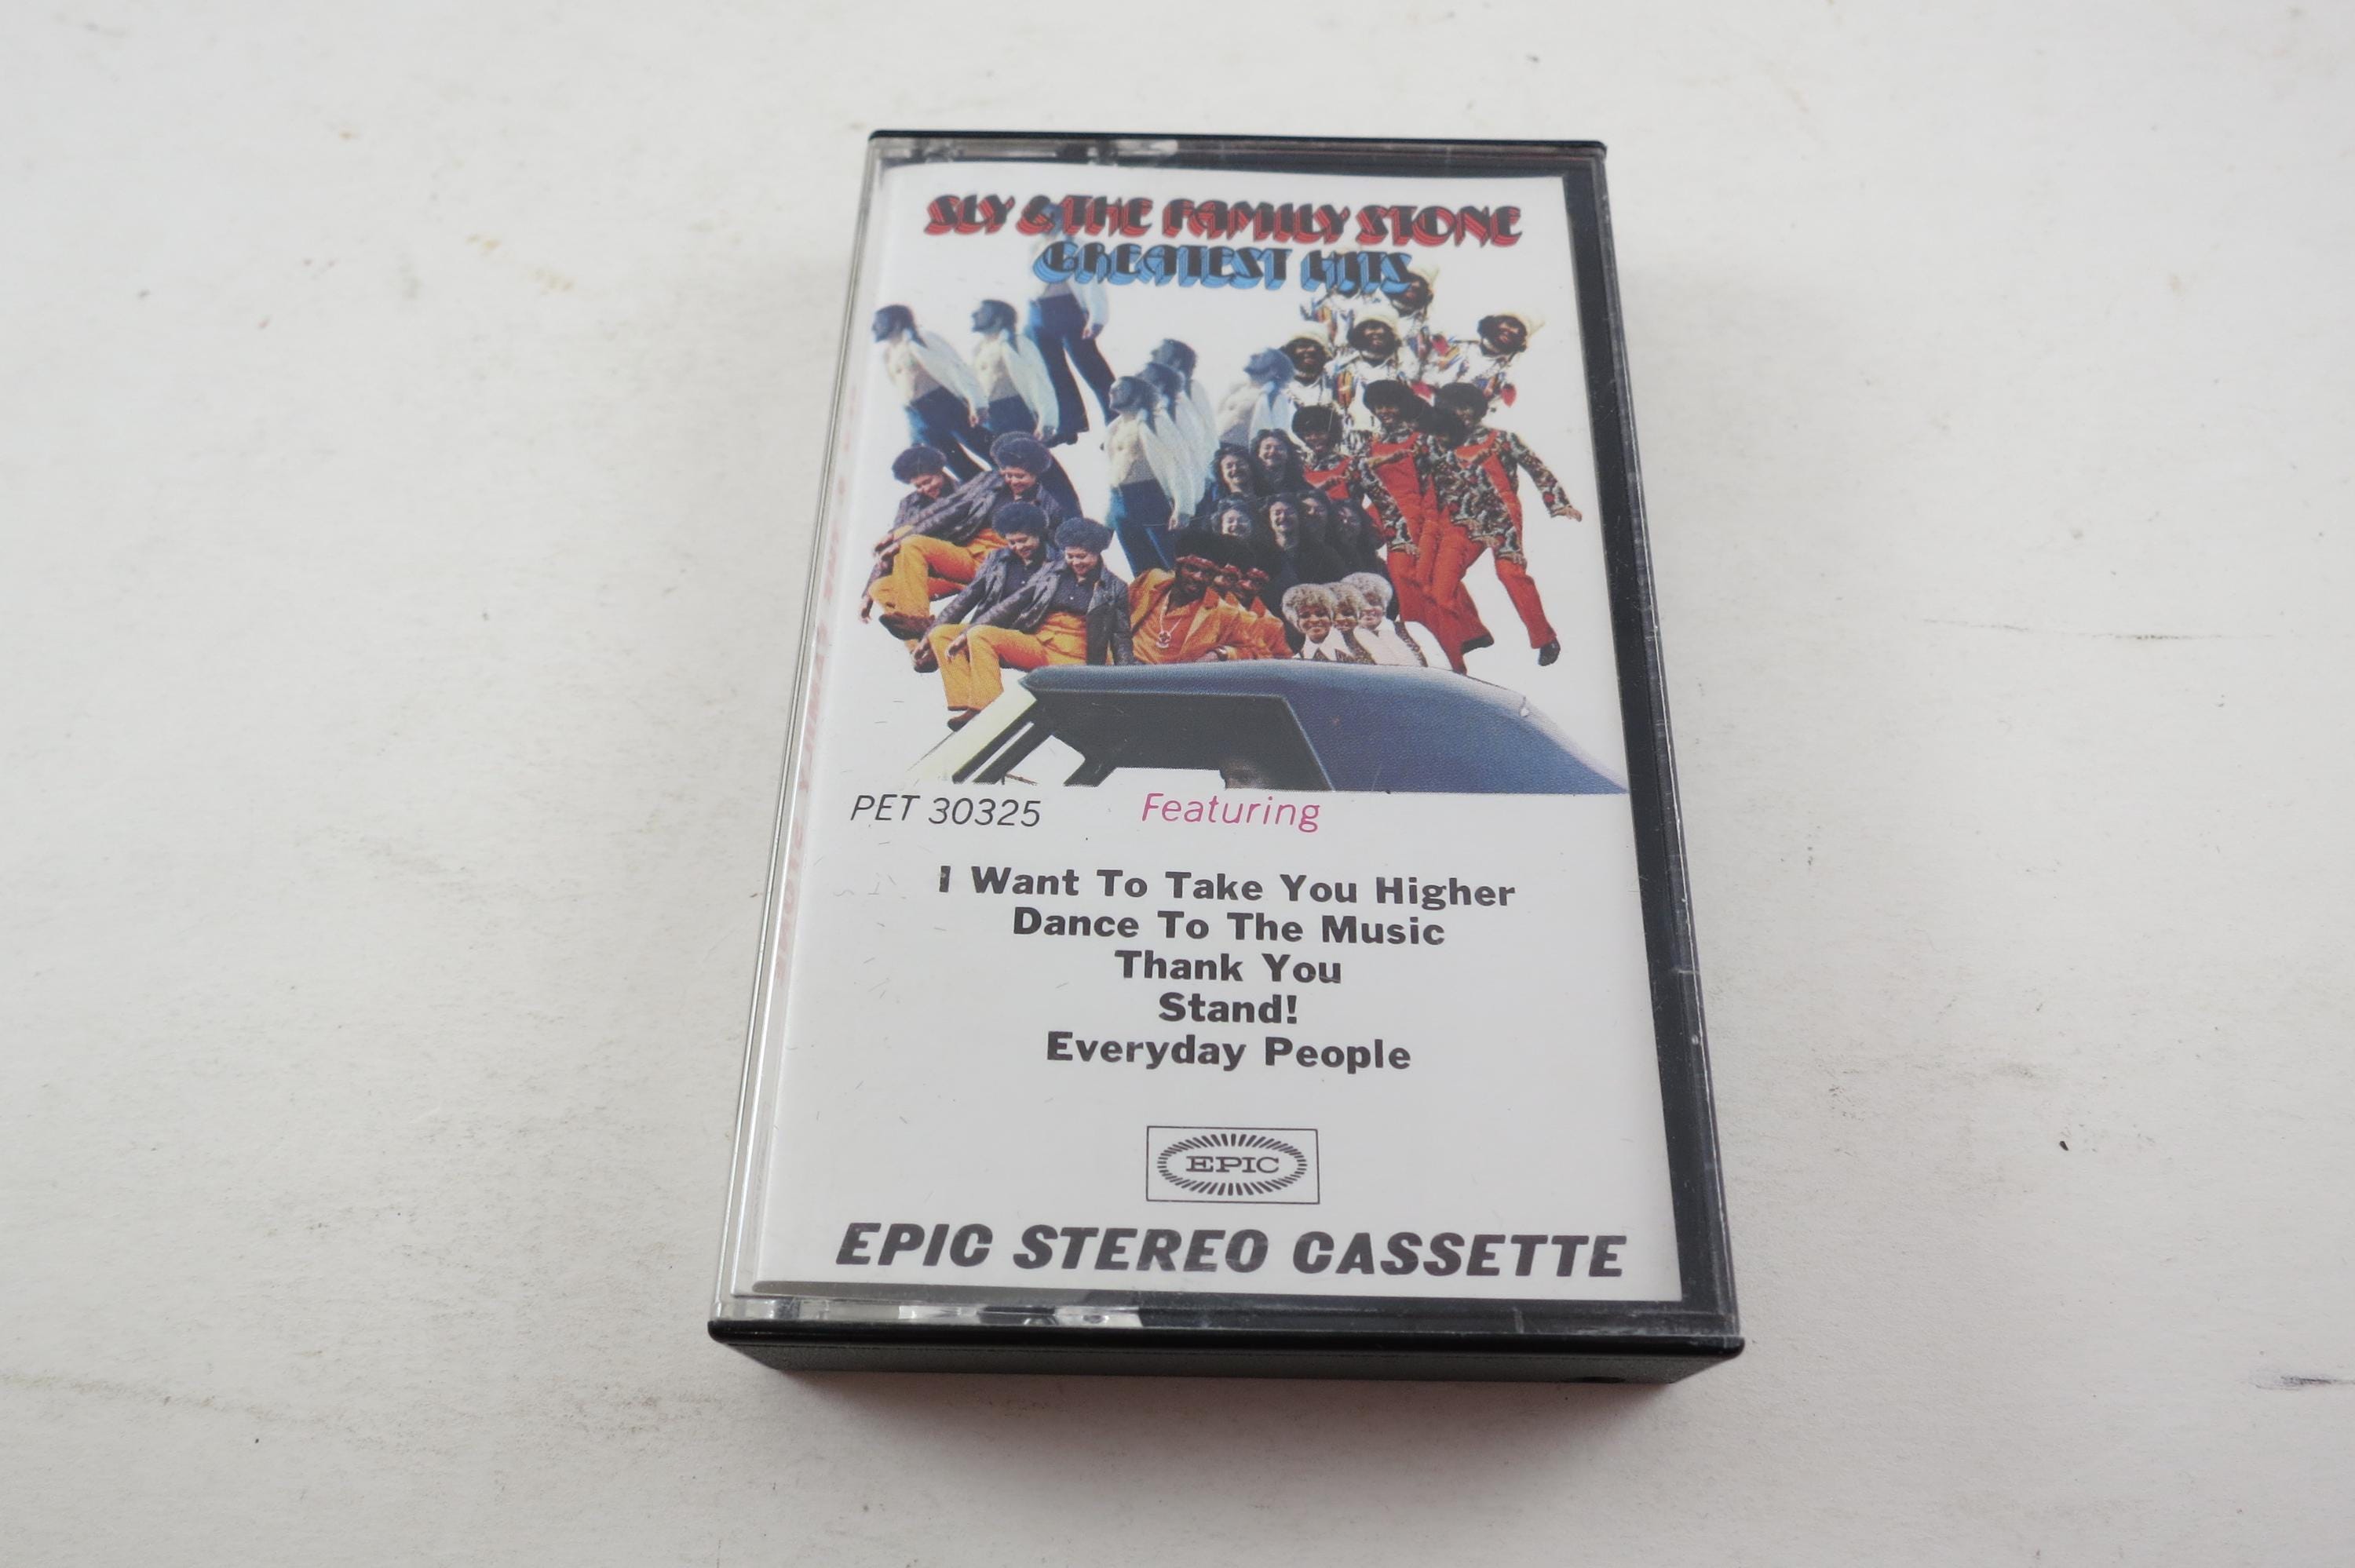 SLY & THE FAMILY STONE
GREATEST HITS
PET 30325 Featuring
I Want To Take You Higher
Dance To The Music
Thank You
Stand!
Everyday People
EPIC
EPIC STEREO CASSETTE